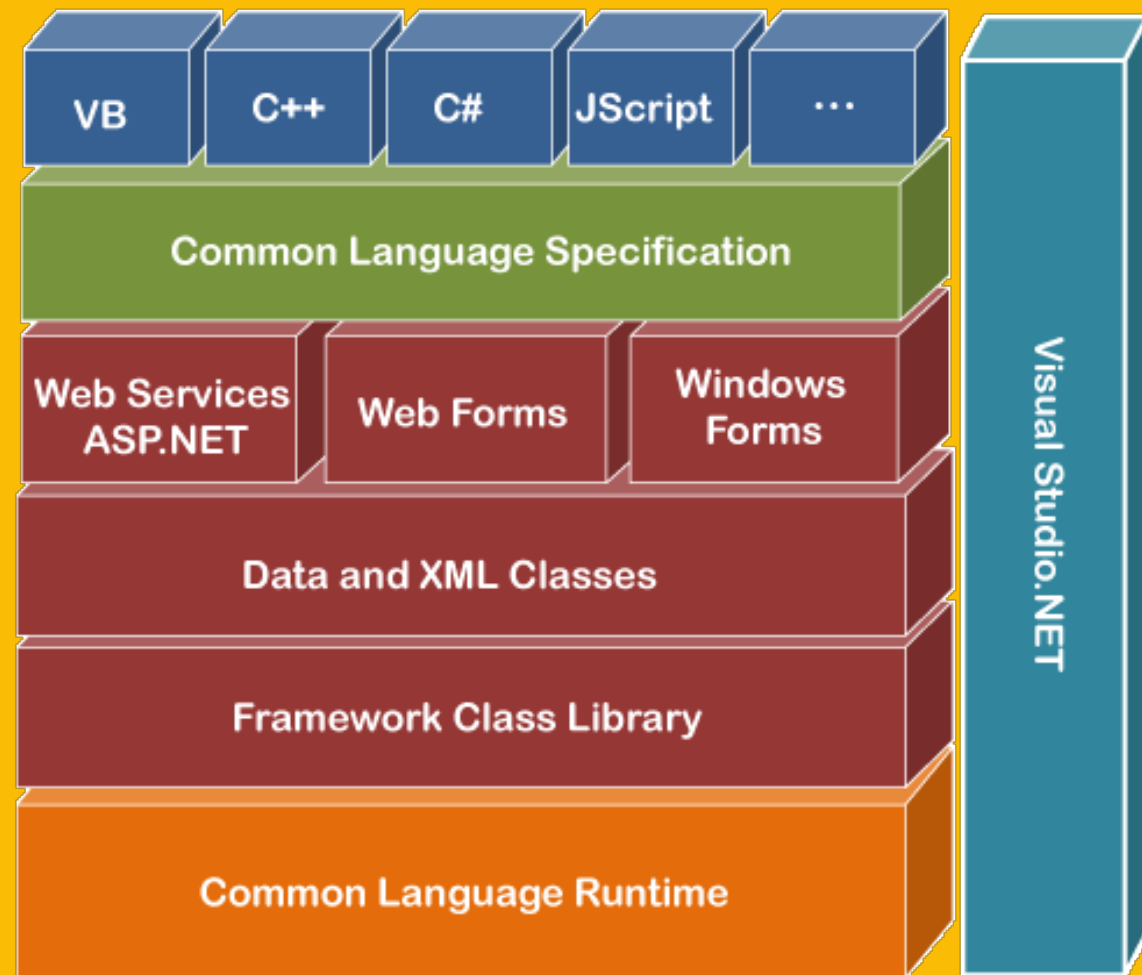 VB
C++
C#
JScript
...
Common Language Specification
Web Services
ASP.NET
Web Forms
Windows
Forms
Data and XML Classes
Framework Class Library
Common Language Runtime
Visual Studio.NET